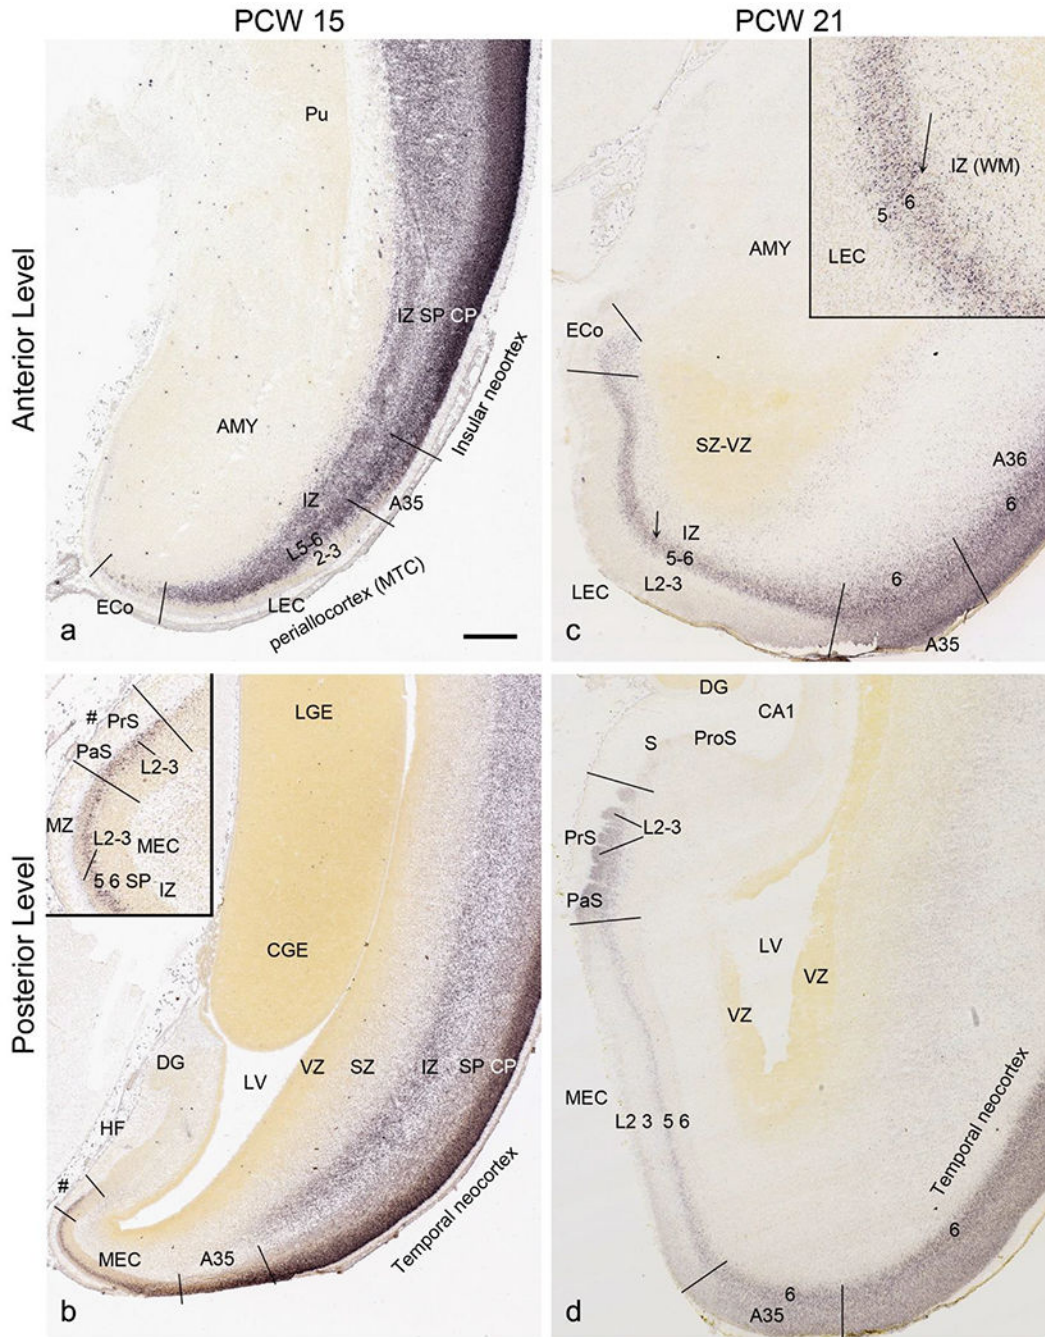 PCW 15
PCW 21
Anterior Level
Posterior Level
Pu
IZ SP CP
Insular neoortex
AMY
IZ
A35
L5-6
2-3
ECo
LEC
periallocortex (MTC)
a
IZ (WM)
6
5
LEC
AMY
ECo
SZ-VZ
A36
6
IZ
5-6
6
LEC
L2-3
A35
c
#
PrS
PaS
L2-3
MZ
L2-3
MEC
5 6 SP
IZ
LGE
CGE
DG
LV
VZ
SZ
IZ
SP
CP
HF
#
Temporal neocortex
MEC
A35
b
DG
CA1
S
ProS
L2-3
PrS
PaS
LV
VZ
VZ
MEC
L2 3
5 6
Temporal neocortex
6
6
A35
d